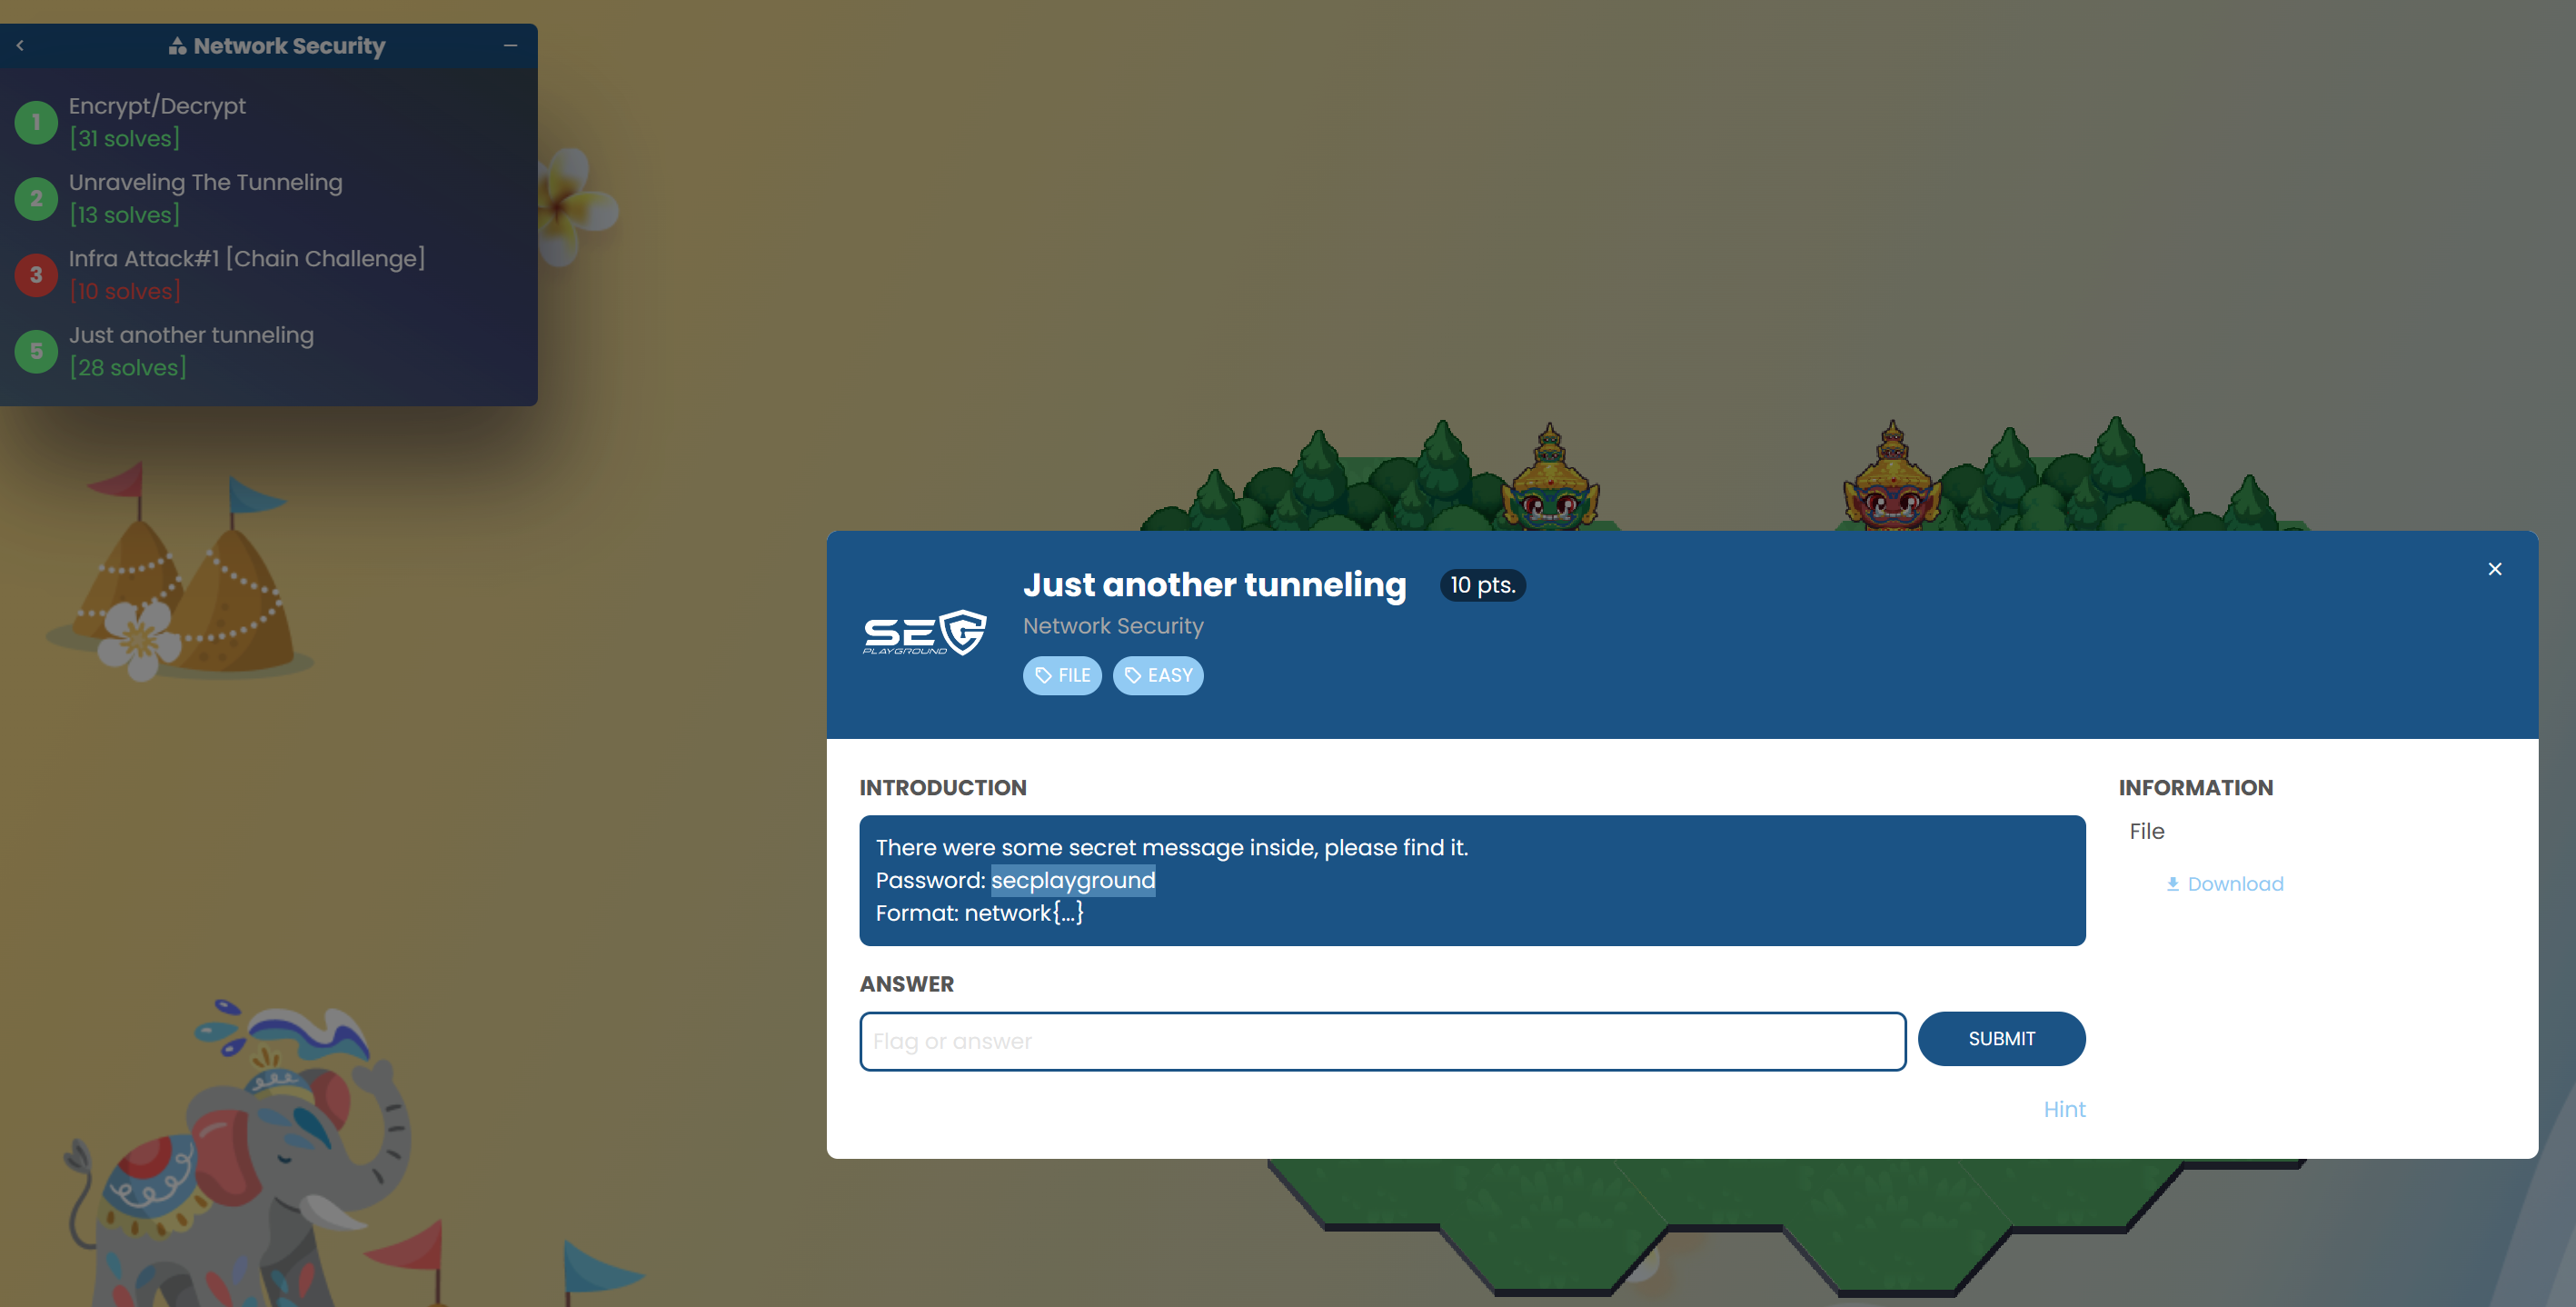 Network Security
1
Encrypt/Decrypt
[31 solves]
2
Unraveling The Tunneling
[13 solves]
3
Infra Attack#1 [Chain Challenge]
[10 solves]
5
Just another tunneling
[28 solves]
SE
PLAYGROUND
Just another tunneling
10 pts.
Network Security
FILE
EASY
INTRODUCTION
There were some secret message inside, please find it.
Password: secplayground
Format: network{...}
ANSWER
Flag or answer
SUBMIT
Hint
INFORMATION
File
Download